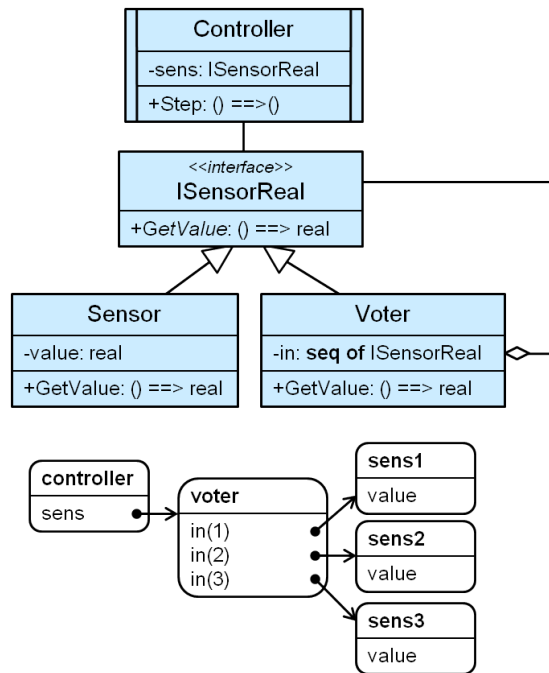 Controller
-sens: ISensorReal
+Step: () ==>()
<<interface>>
ISensorReal
+GetValue: () ==> real
Sensor
-value: real
+GetValue: () ==> real
Voter
-in: seq of ISensorReal
+GetValue: () ==> real
controller
sens
voter
in(1)
in(2)
in(3)
sens1
value
sens2
value
sens3
value